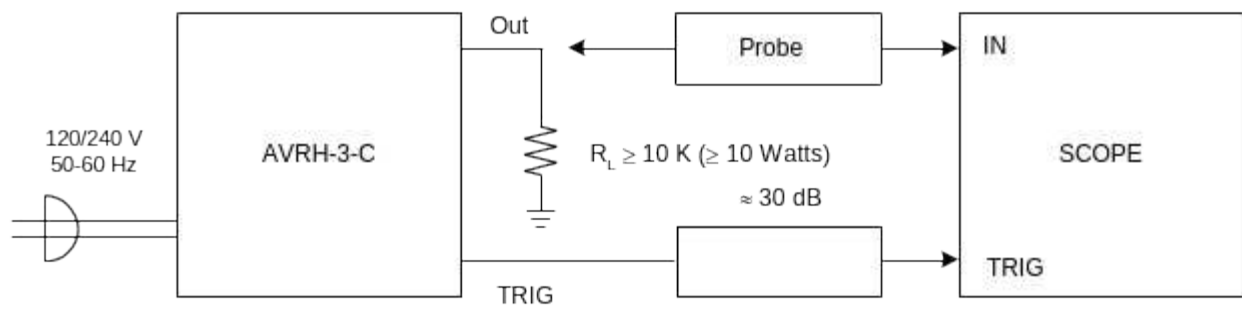 Out
Probe
IN
120/240 V
50-60 Hz
AVRH-3-C
R_L ≥ 10 K (≥ 10 Watts)
SCOPE
≈ 30 dB
TRIG
TRIG